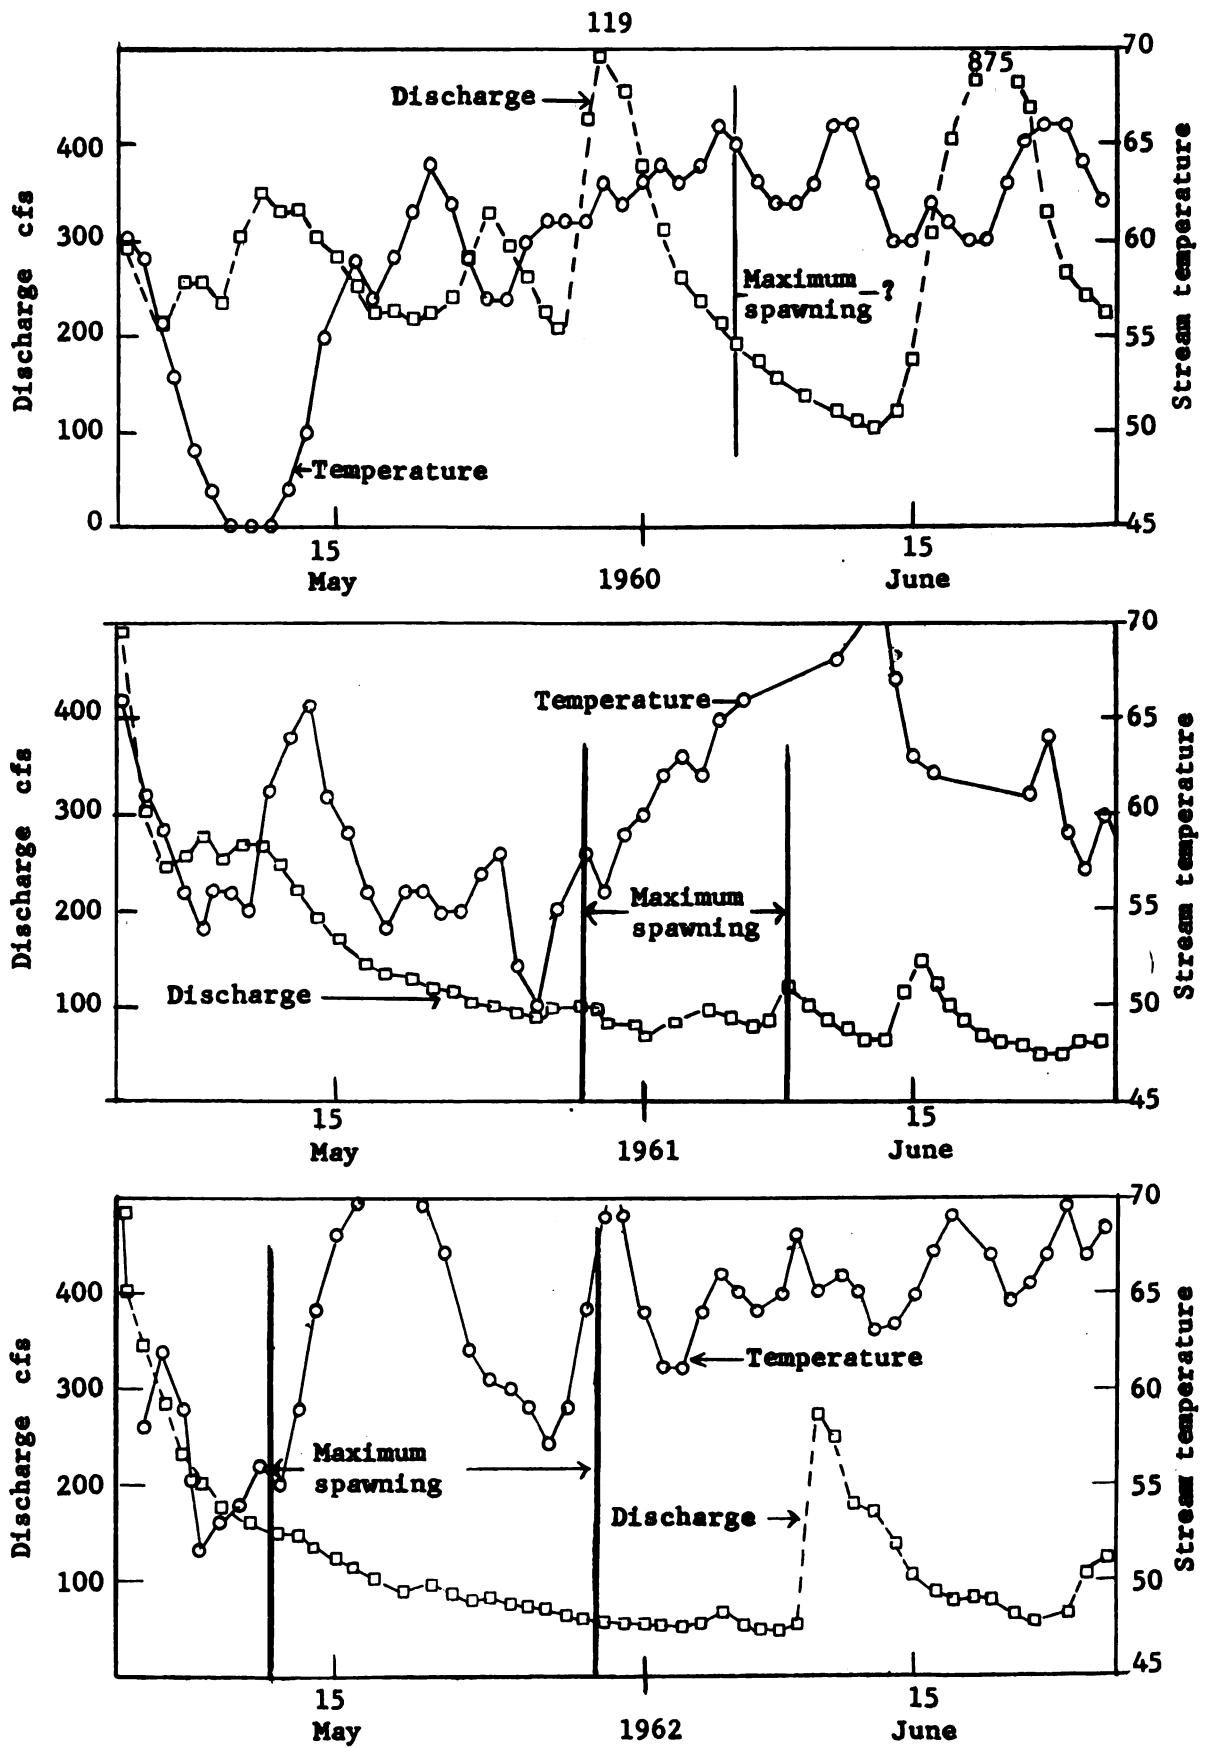 119
70
875
Discharge
400
65
Discharge cfs
Stream temperature
300
60
Maximum
spawning
?
200
55
100
50
Temperature
0
45
15
15
May
1960
June
70
Temperature
400
65
Discharge cfs
Stream temperature
300
60
Maximum
spawning
200
55
Discharge
100
50
45
15
15
May
1961
June
70
400
65
Temperature
Discharge cfs
Stream temperature
300
60
Maximum
spawning
200
55
Discharge
100
50
45
15
15
May
1962
June